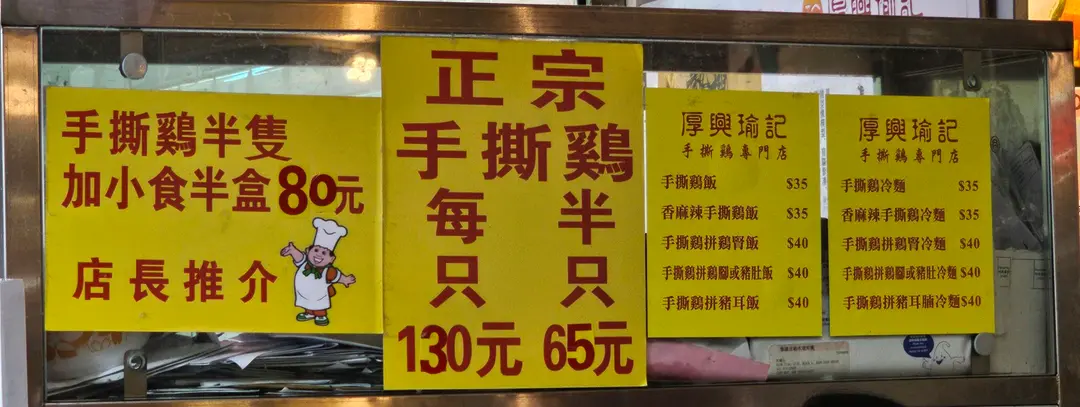 手撕鷄半隻
加小食半盒80元
店長推介
正宗
手撕鷄
每只
130元
半只
65元
厚興瑜記
手撕鷄專門店
手撕鷄飯 $35
香麻辣手撕鷄飯 $35
手撕鷄拼鷄腎飯 $40
手撕鷄拼鷄腳或豬肚飯 $40
手撕鷄拼豬耳飯 $40
厚興瑜記
手撕鷄專門店
手撕鷄冷麵 $35
香麻辣手撕鷄冷麵 $35
手撕鷄拼鷄腎冷麵 $40
手撕鷄拼鷄腳或豬肚冷麵 $40
手撕鷄拼豬耳腩冷麵 $40